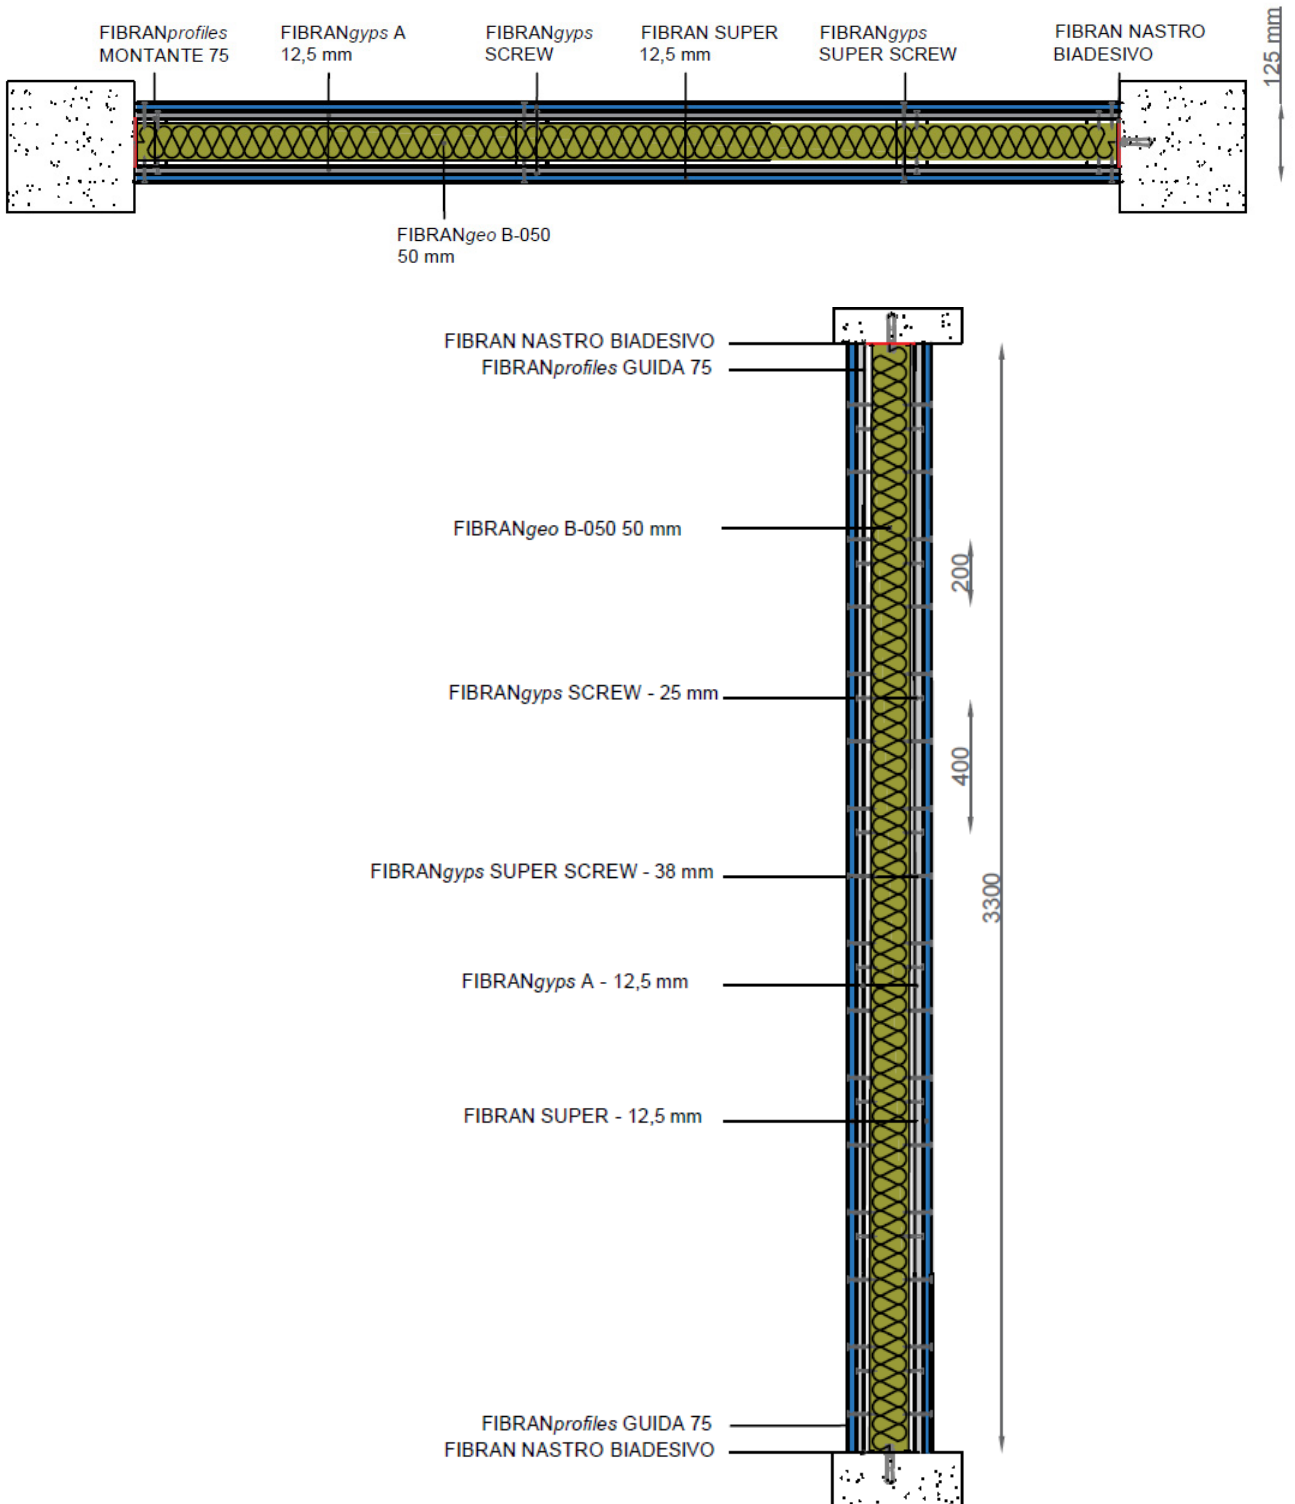 FIBRANprofiles
MONTANTE 75
FIBRANgyps A
12,5 mm
FIBRANgyps
SCREW
FIBRAN SUPER
12,5 mm
FIBRANgyps
SUPER SCREW
FIBRAN NASTRO
BIADESIVO
125 mm
FIBRANgeo B-050
50 mm
FIBRAN NASTRO BIADESIVO
FIBRANprofiles GUIDA 75
FIBRANgeo B-050 50 mm
200
FIBRANgyps SCREW - 25 mm
400
FIBRANgyps SUPER SCREW - 38 mm
3300
FIBRANgyps A - 12,5 mm
FIBRAN SUPER - 12,5 mm
FIBRANprofiles GUIDA 75
FIBRAN NASTRO BIADESIVO